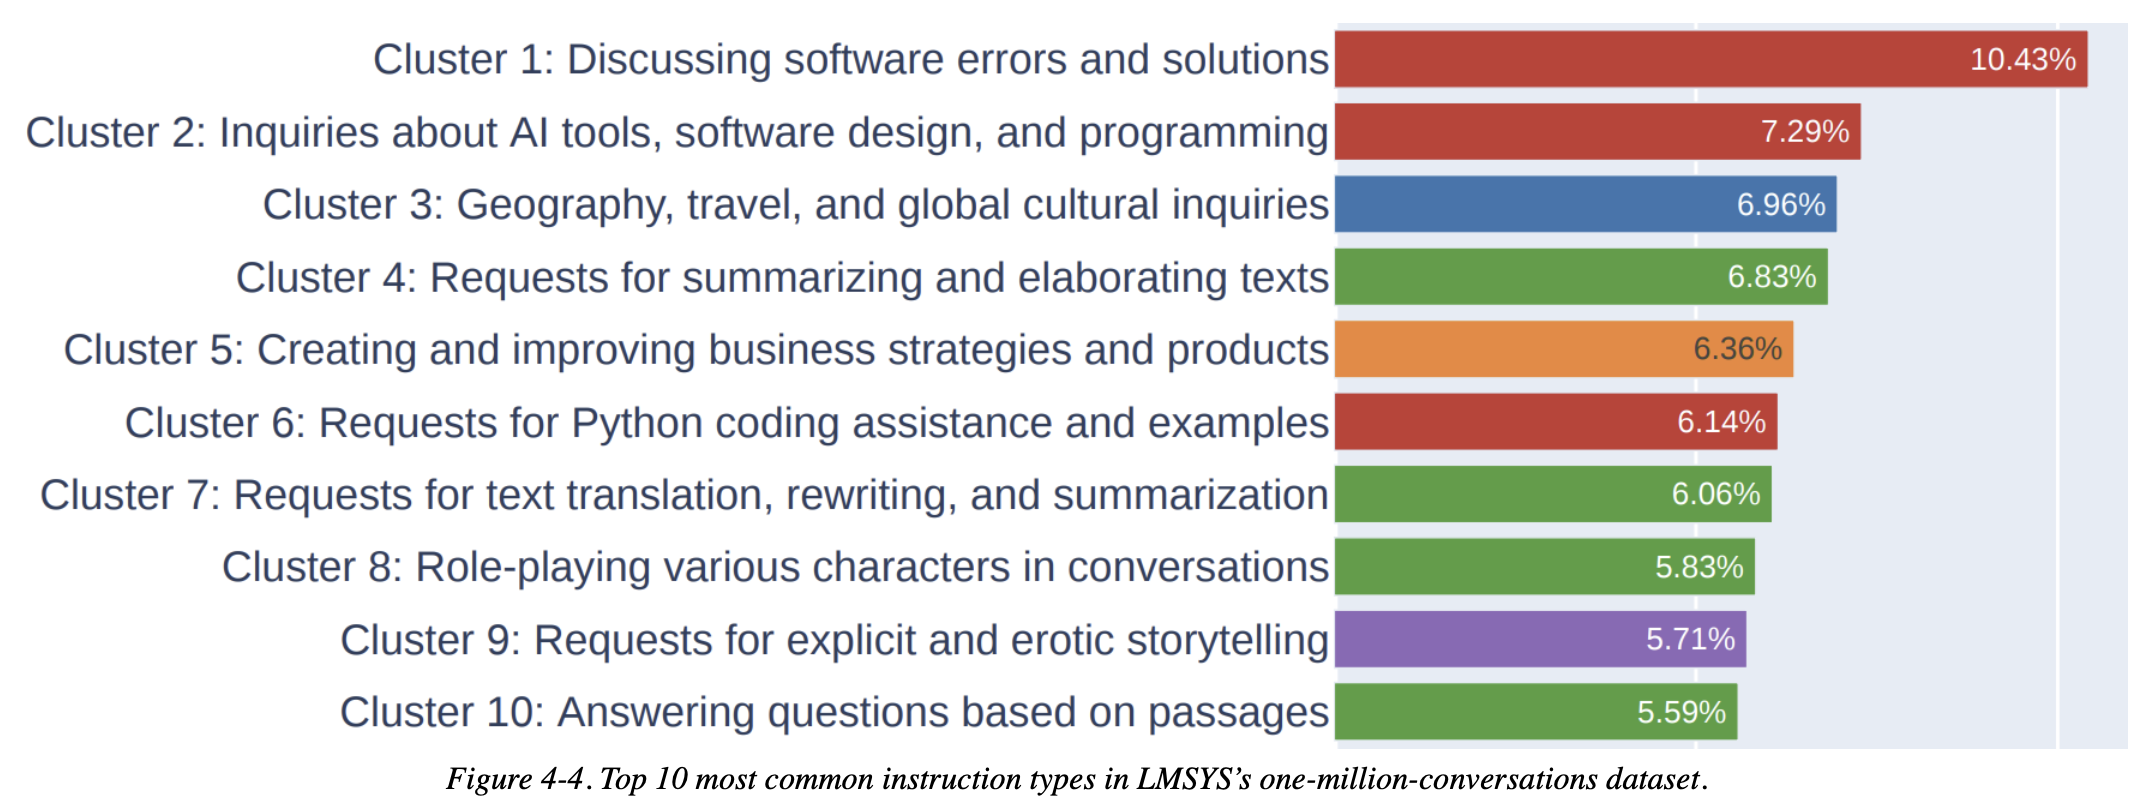 Cluster 1: Discussing software errors and solutions 10.43%
Cluster 2: Inquiries about AI tools, software design, and programming 7.29%
Cluster 3: Geography, travel, and global cultural inquiries 6.96%
Cluster 4: Requests for summarizing and elaborating texts 6.83%
Cluster 5: Creating and improving business strategies and products 6.36%
Cluster 6: Requests for Python coding assistance and examples 6.14%
Cluster 7: Requests for text translation, rewriting, and summarization 6.06%
Cluster 8: Role-playing various characters in conversations 5.83%
Cluster 9: Requests for explicit and erotic storytelling 5.71%
Cluster 10: Answering questions based on passages 5.59%
Figure 4-4. Top 10 most common instruction types in LMSYS’s one-million-conversations dataset.